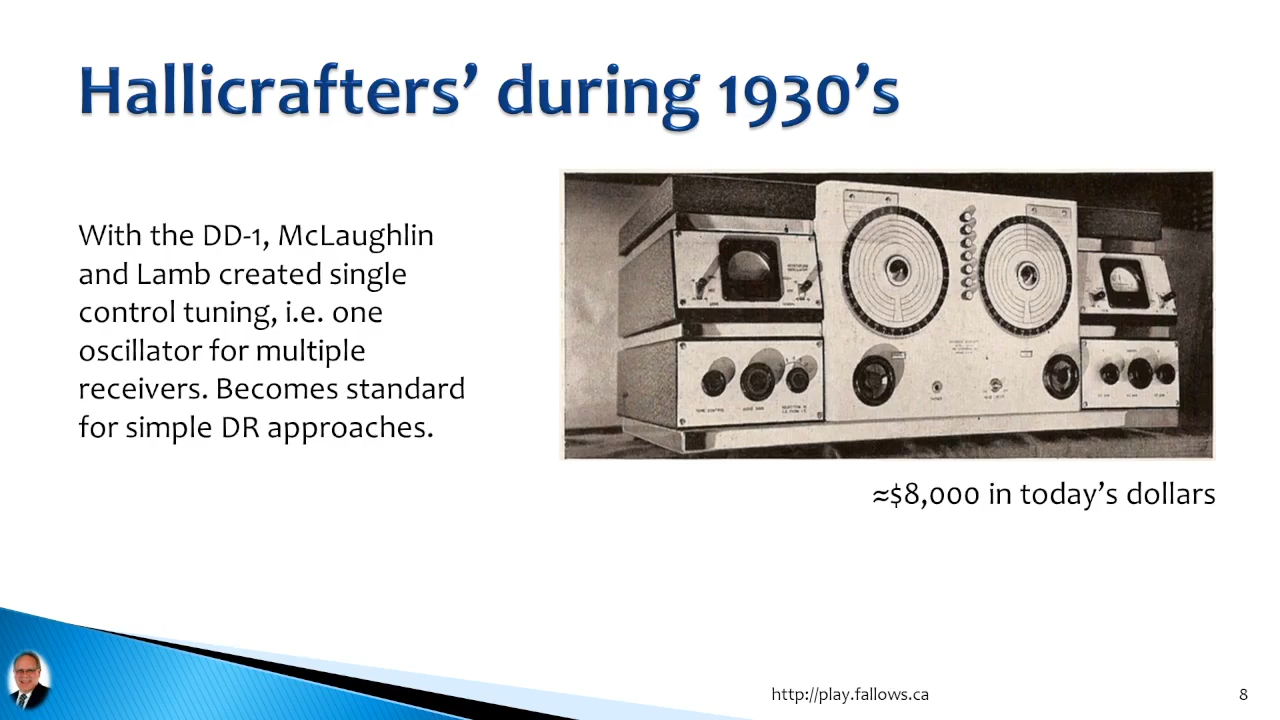 Hallicrafters’ during 1930’s
With the DD-1, McLaughlin
and Lamb created single
control tuning, i.e. one
oscillator for multiple
receivers. Becomes standard
for simple DR approaches.
≈$8,000 in today’s dollars
http://play.fallows.ca
8